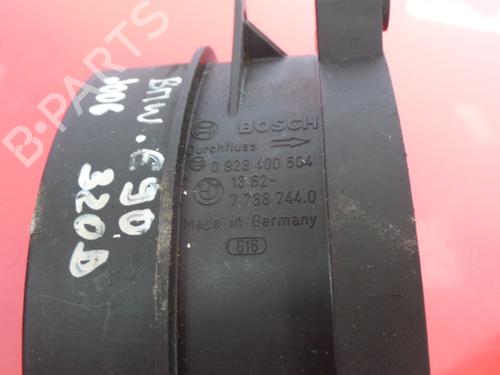 B-PARTS
BMW . E90
320D
2006
BOSCH
Durchfluss
0 928 400 504
13.62-
7 788 744.0
Made in Germany
616